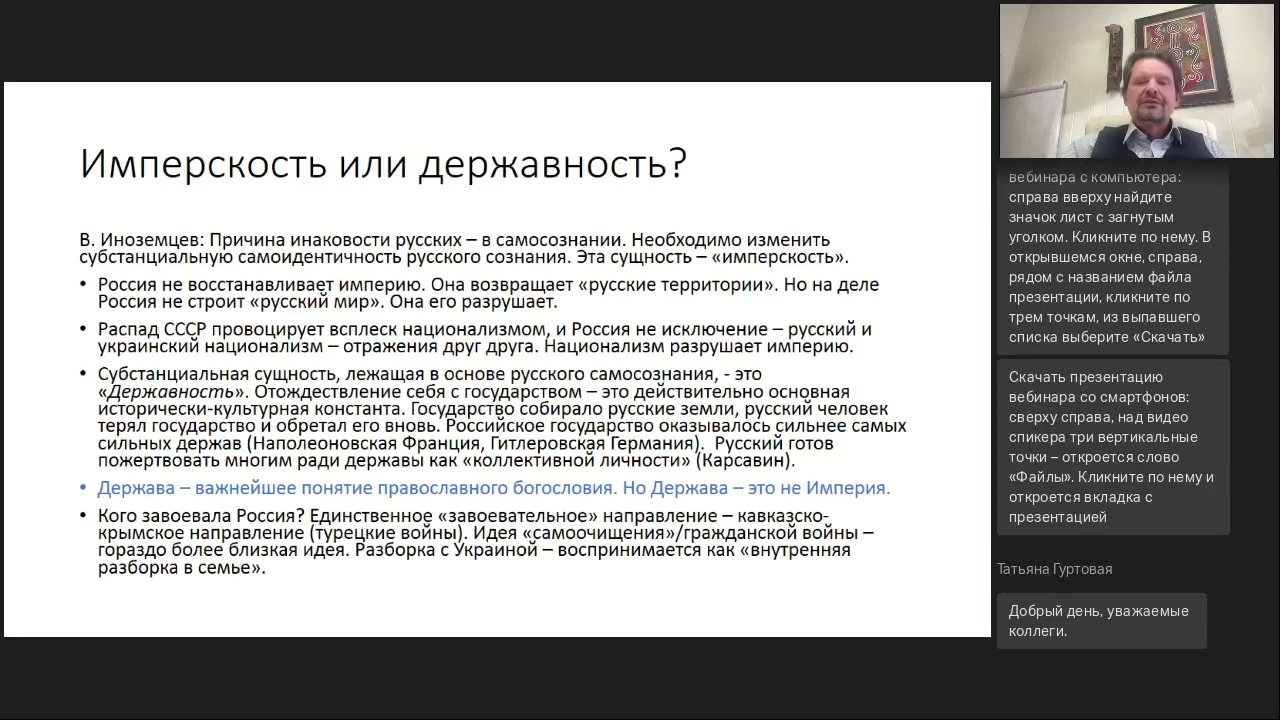 Имперскость или державность?
В. Иноземцев: Причина инаковости русских – в самосознании. Необходимо изменить
субстанциальную самоидентичность русского сознания. Эта сущность – «имперскость».
• Россия не восстанавливает империю. Она возвращает «русские территории». Но на деле
Россия не строит «русский мир». Она его разрушает.
• Распад СССР провоцирует всплеск национализмом, и Россия не исключение – русский и
украинский национализм – отражения друг друга. Национализм разрушает империю.
• Субстанциальная сущность, лежащая в основе русского самосознания, - это
«Державность». Отождествление себя с государством – это действительно основная
исторически-культурная константа. Государство собирало русские земли, русский человек
терял государство и обретал его вновь. Российское государство оказывалось сильнее самых
сильных держав (Наполеоновская Франция, Гитлеровская Германия). Русский готов
пожертвовать многим ради державы как «коллективной личности» (Карсавин).
• Держава – важнейшее понятие православного богословия. Но Держава – это не Империя.
• Кого завоевала Россия? Единственное «завоевательное» направление – кавказско-
крымское направление (турецкие войны). Идея «самоочищения»/гражданской войны –
гораздо более близкая идея. Разборка с Украиной – воспринимается как «внутренняя
разборка в семье».
вебинара с компьютера:
справа вверху найдите
значок лист с загнутым
уголком. Кликните по нему. В
открывшемся окне, справа,
рядом с названием файла
презентации, кликните по
трем точкам, из выпавшего
списка выберите «Скачать»
Скачать презентацию
вебинара со смартфонов:
сверху справа, над видео
спикера три вертикальные
точки – откроется слово
«Файлы». Кликните по нему и
откроется вкладка с
презентацией
Татьяна Гуртовая
Добрый день, уважаемые
коллеги.